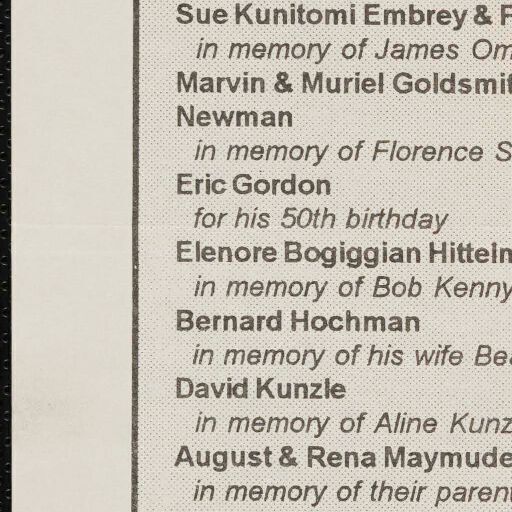 Sue Kunitomi Embrey &
in memory of James
Marvin & Muriel
Newman
in memory of Florence
Eric Gordon
for his 50th birthday
Elenore Bogiggian
in memory of Bob Kenny
Bernard Hochman
in memory of his wife
David Kunzle
in memory of Aline
August & Rena
in memory of their